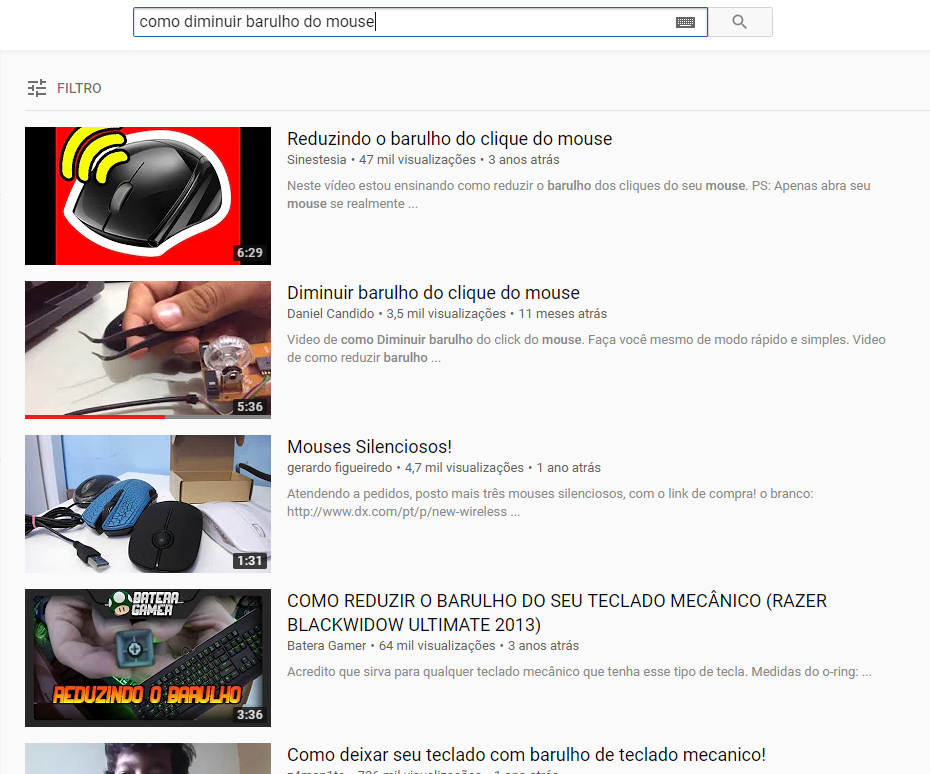 como diminuir barulho do mouse
FILTRO
Reduzindo o barulho do clique do mouse
Sinestesia • 47 mil visualizações • 3 anos atrás
Neste vídeo estou ensinando como reduzir o barulho dos cliques do seu mouse. PS: Apenas abra seu
mouse se realmente ...
6:29
Diminuir barulho do clique do mouse
Daniel Candido • 3,5 mil visualizações • 11 meses atrás
Video de como Diminuir barulho do click do mouse. Faça você mesmo de modo rápido e simples. Video
de como reduzir barulho ...
5:36
Mouses Silenciosos!
gerardo figueiredo • 4,7 mil visualizações • 1 ano atrás
Atendendo a pedidos, posto mais três mouses silenciosos, com o link de compra! o branco:
http://www.dx.com/pt/p/new-wireless ...
1:31
BATERA
GAMER
REDUZINDO O BARULHO
3:36
COMO REDUZIR O BARULHO DO SEU TECLADO MECÂNICO (RAZER
BLACKWIDOW ULTIMATE 2013)
Batera Gamer • 64 mil visualizações • 3 anos atrás
Acredito que sirva para qualquer teclado mecânico que tenha esse tipo de tecla. Medidas do o-ring: ...
Como deixar seu teclado com barulho de teclado mecanico!
mil visualizações • 1 ano atrás